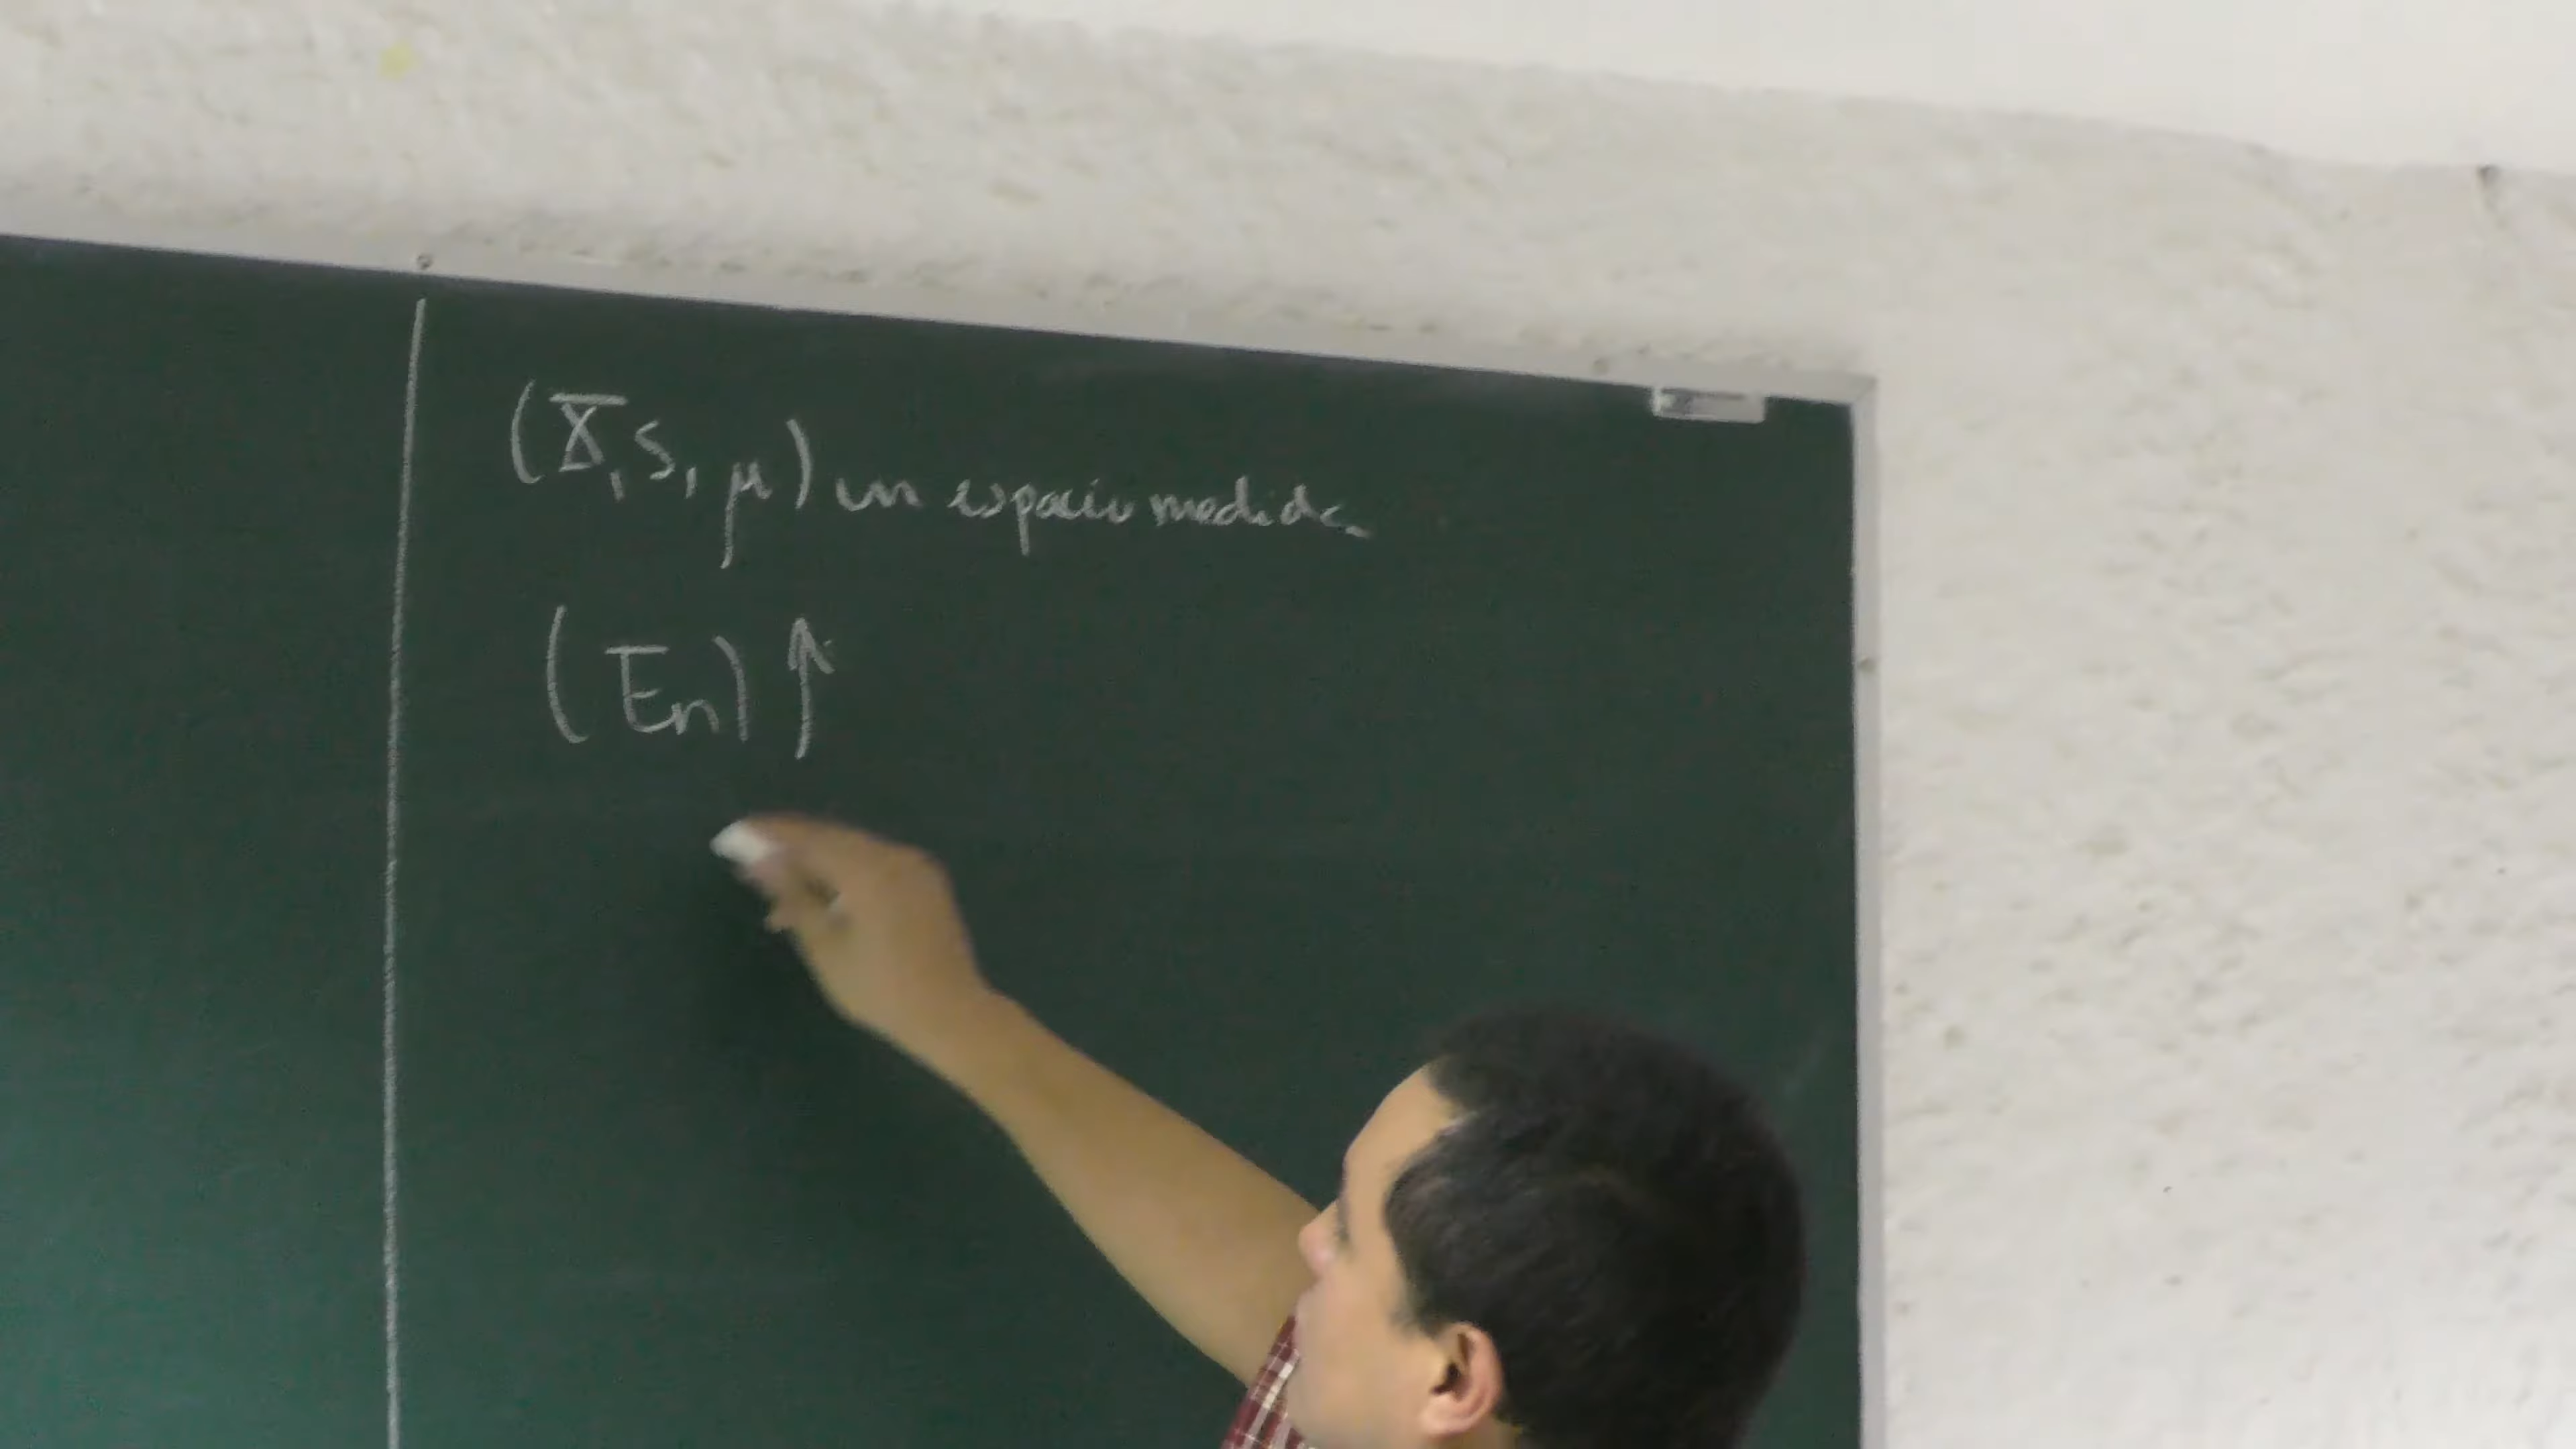 (X, S, μ) un espacio medida
(En) ↑